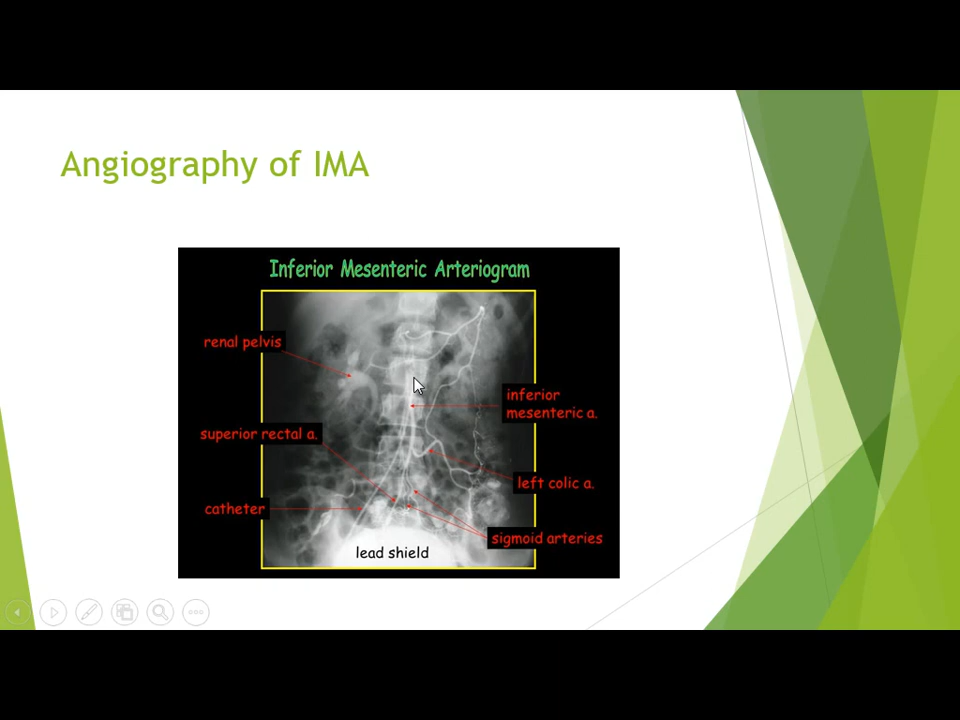 Angiography of IMA
Inferior Mesenteric Arteriogram
renal pelvis
inferior
mesenteric a.
superior rectal a.
left colic a.
catheter
sigmoid arteries
lead shield